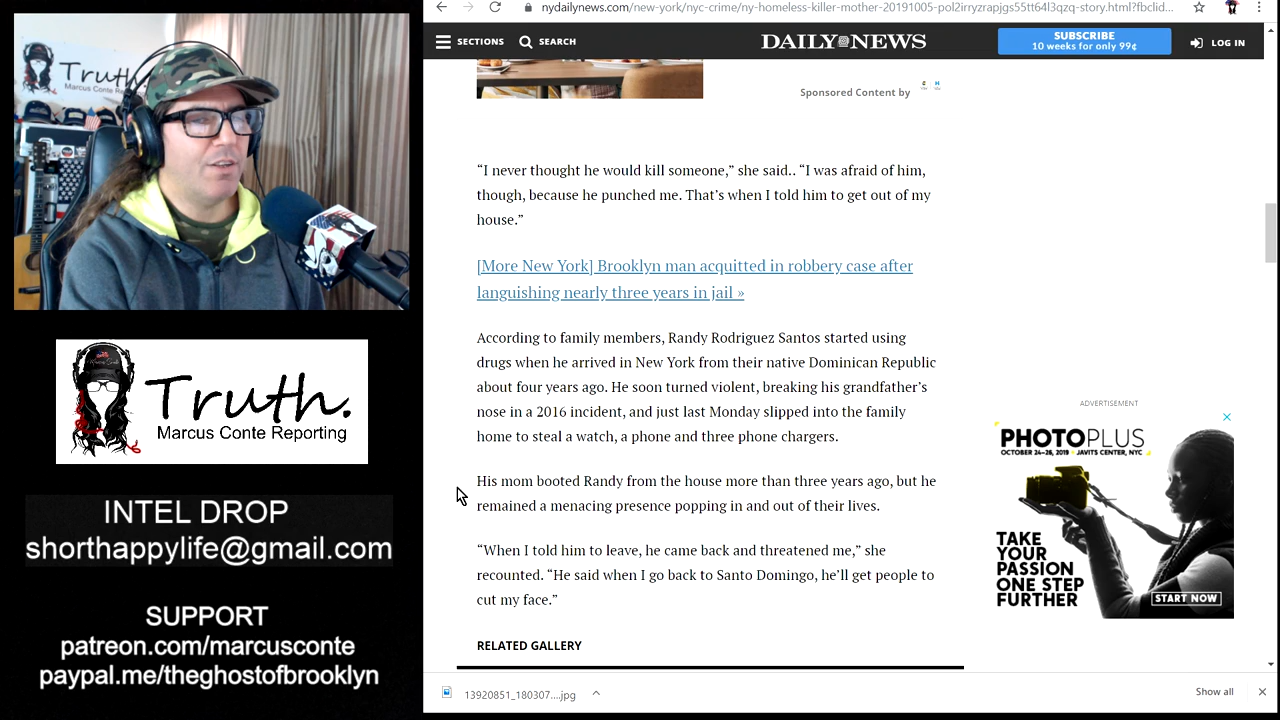 Truth.
Marcus Conte Reporting
Truth.
Marcus Conte Reporting
INTEL DROP
shorthappylife@gmail.com
SUPPORT
patreon.com/marcusconte
paypal.me/theghostofbrooklyn
nydailynews.com/new-york/nyc-crime/ny-homeless-killer-mother-20191005-pol2irryzrapjgs55tt64l3qzq-story.html?fbclid...
SECTIONS
SEARCH
DAILY NEWS
SUBSCRIBE
10 weeks for only 99¢
LOG IN
Sponsored Content by
“I never thought he would kill someone,” she said.. “I was afraid of him,
though, because he punched me. That’s when I told him to get out of my
house.”
[More New York] Brooklyn man acquitted in robbery case after
languishing nearly three years in jail »
According to family members, Randy Rodriguez Santos started using
drugs when he arrived in New York from their native Dominican Republic
about four years ago. He soon turned violent, breaking his grandfather’s
nose in a 2016 incident, and just last Monday slipped into the family
home to steal a watch, a phone and three phone chargers.
His mom booted Randy from the house more than three years ago, but he
remained a menacing presence popping in and out of their lives.
“When I told him to leave, he came back and threatened me,” she
recounted. “He said when I go back to Santo Domingo, he’ll get people to
cut my face.”
RELATED GALLERY
ADVERTISEMENT
PHOTOPLUS
OCTOBER 24-26, 2019 JAVITS CENTER, NYC
TAKE
YOUR
PASSION
ONE STEP
FURTHER
START NOW
13920851_180307....jpg
Show all